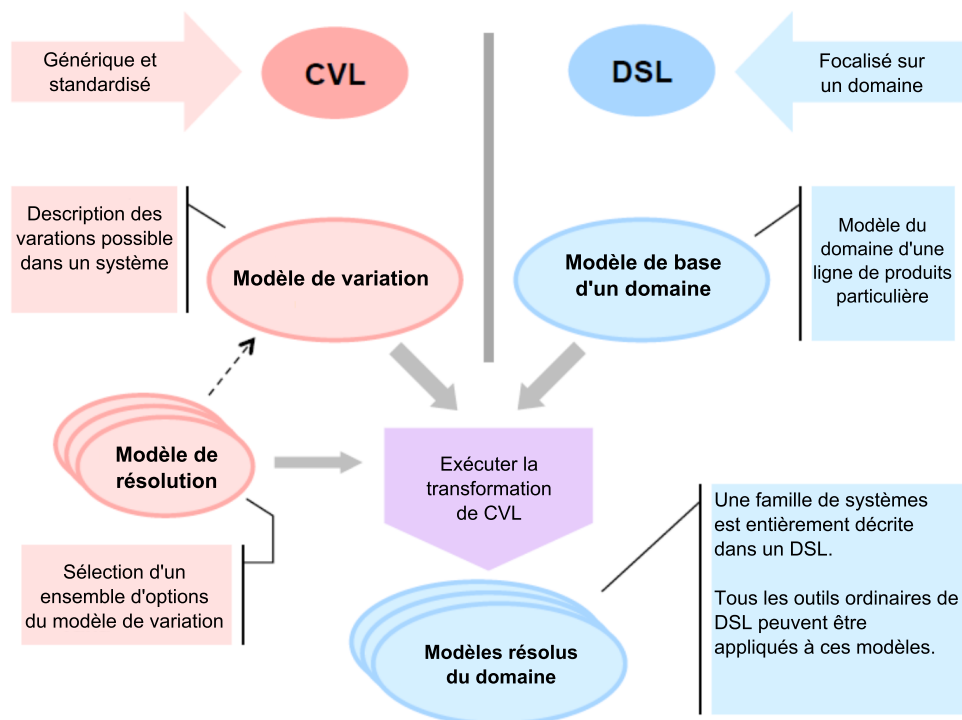 Générique et
standardisé
CVL
DSL
Focalisé sur
un domaine
Description des
varations possible
dans un système
Modèle de variation
Modèle de base
d'un domaine
Modèle du
domaine d'une
ligne de produits
particulière
Modèle de
résolution
Exécuter la
transformation
de CVL
Sélection d'un
ensemble d'options
du modèle de variation
Une famille de systèmes
est entièrement décrite
dans un DSL.
Tous les outils ordinaires de
DSL peuvent être
appliqués à ces modèles.
Modèles résolus
du domaine